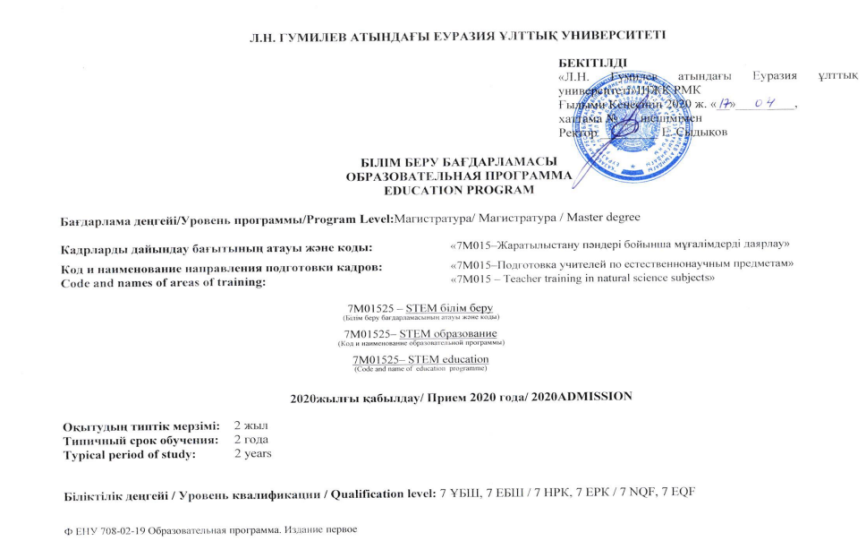 Л.Н. ГУМИЛЕВ АТЫНДАҒЫ ЕУРАЗИЯ ҰЛТТЫҚ УНИВЕРСИТЕТІ
БЕКІТІЛДІ
«Л.Н. Гумилев атындағы Еуразия ұлттық
университеті» ШЖҚ РМК
Ғылыми Кеңесінің 2020 ж. «17» 04,
хаттама № шешімімен
Ректор Е. Сыдықов
БІЛІМ БЕРУ БАҒДАРЛАМАСЫ
ОБРАЗОВАТЕЛЬНАЯ ПРОГРАММА
EDUCATION PROGRAM
Бағдарлама деңгейі/Уровень программы/Program Level:Магистратура/ Магистратура / Master degree
Кадрларды дайындау бағытының атауы және коды: «7M015–Жаратылыстану пәндері бойынша мұғалімдерді даярлау»
Код и наименование направления подготовки кадров: «7M015–Подготовка учителей по естественнонаучным предметам»
Code and names of areas of training: «7M015 – Teacher training in natural science subjects»
7M01525 – STEM білім беру
(Білім беру бағдарламасының атауы және коды)
7M01525– STEM образование
(Код и наименование образовательной программы)
7M01525– STEM education
(Code and name of education programme)
2020жылғы қабылдау/ Прием 2020 года/ 2020ADMISSION
Оқытудың типтік мерзімі: 2 жыл
Типичный срок обучения: 2 года
Typical period of study: 2 years
Біліктілік деңгейі / Уровень квалификации / Qualification level: 7 ҰБШ, 7 ЕБШ / 7 НРК, 7 ЕРК / 7 NQF, 7 EQF
Ф ЕНУ 708-02-19 Образовательная программа. Издание первое